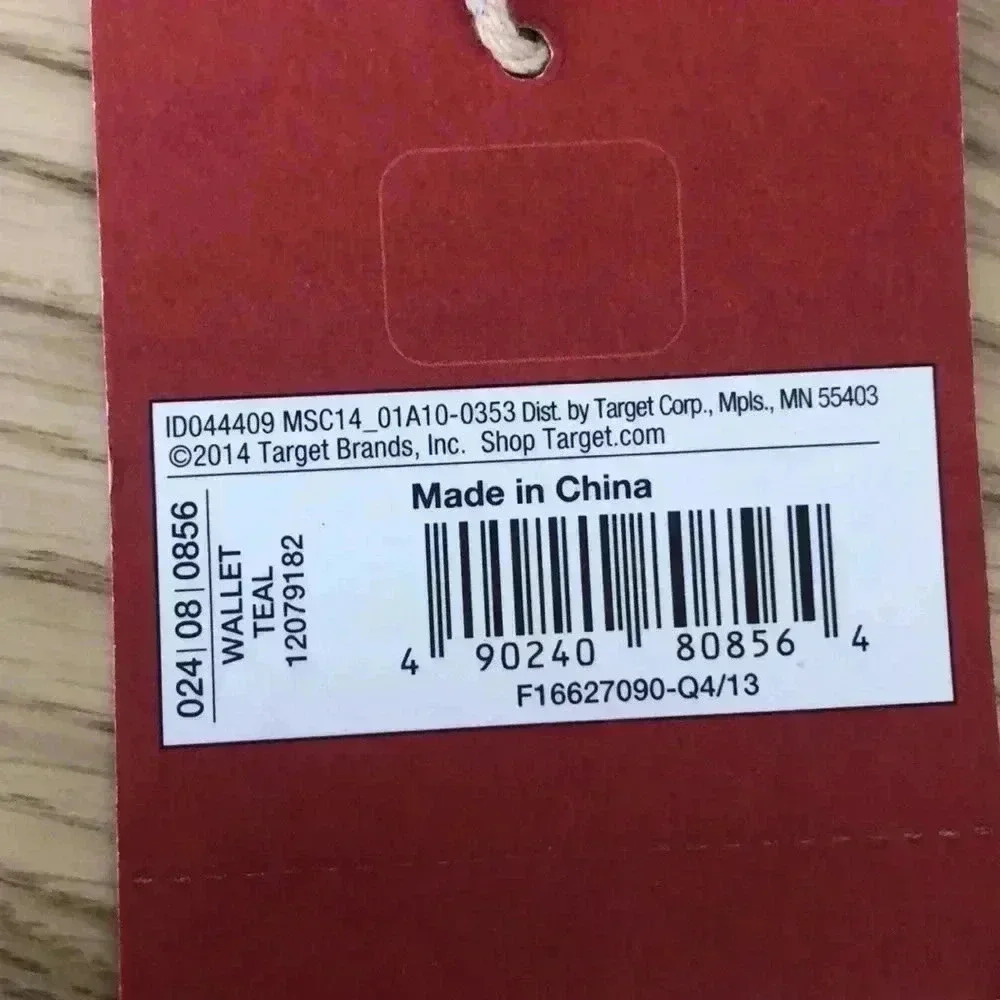 ID044409 MSC14_01A10-0353 Dist. by Target Corp., Mpls., MN 55403
©2014 Target Brands, Inc. Shop Target.com
Made in China
024|08|0856
WALLET
TEAL
12079182
4 90240 80856 4
F16627090-Q4/13